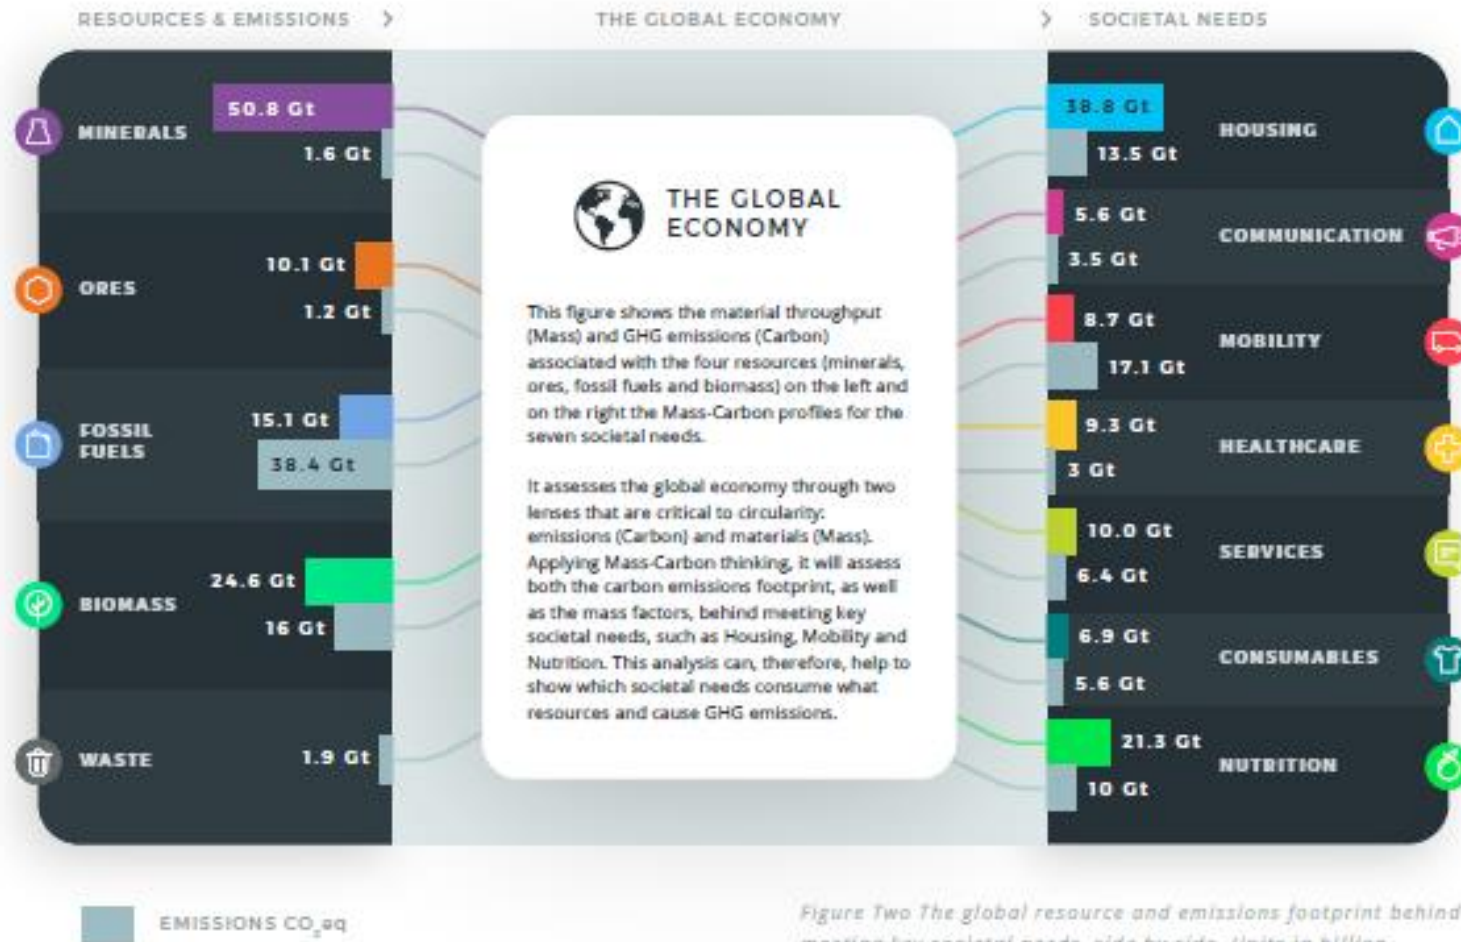 RESOURCES & EMISSIONS >
THE GLOBAL ECONOMY
> SOCIETAL NEEDS
50.8 Gt
MINERALS
1.6 Gt
10.1 Gt
ORES
1.2 Gt
15.1 Gt
FOSSIL
FUELS
38.4 Gt
24.6 Gt
BIOMASS
16 Gt
WASTE
1.9 Gt
THE GLOBAL
ECONOMY
This figure shows the material throughput
(Mass) and GHG emissions (Carbon)
associated with the four resources (minerals,
ores, fossil fuels and biomass) on the left and
on the right the Mass-Carbon profiles for the
seven societal needs.
It assesses the global economy through two
lenses that are critical to circularity:
emissions (Carbon) and materials (Mass).
Applying Mass-Carbon thinking, it will assess
both the carbon emissions footprint, as well
as the mass factors, behind meeting key
societal needs, such as Housing, Mobility and
Nutrition. This analysis can, therefore, help to
show which societal needs consume what
resources and cause GHG emissions.
38.8 Gt
HOUSING
13.5 Gt
5.6 Gt
COMMUNICATION
3.5 Gt
8.7 Gt
MOBILITY
17.1 Gt
9.3 Gt
HEALTHCARE
3 Gt
10.0 Gt
SERVICES
6.4 Gt
6.9 Gt
CONSUMABLES
5.6 Gt
21.3 Gt
NUTRITION
10 Gt
EMISSIONS CO₂eq
Figure Two The global resource and emissions footprint behind
meeting key societal needs, side by side. Units in billion